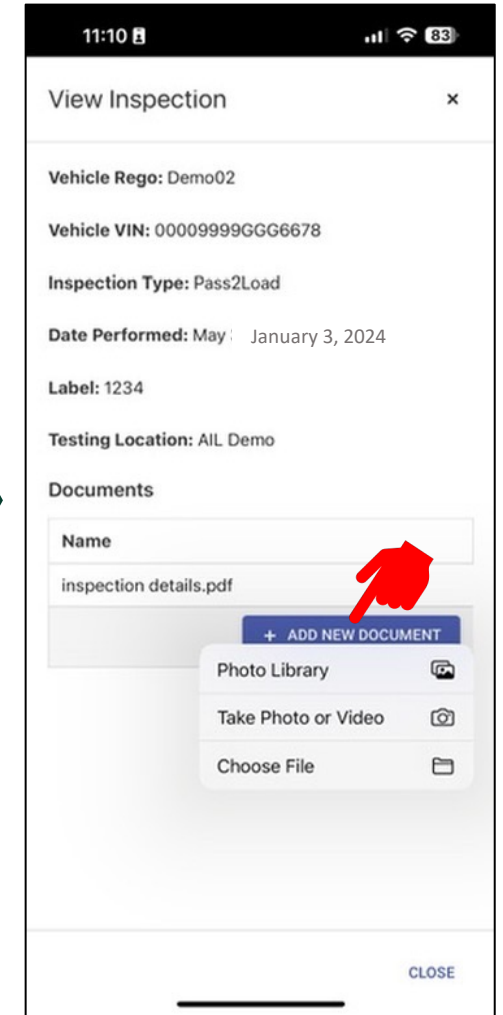 11:10
83
View Inspection
×
Vehicle Rego: Demo02
Vehicle VIN: 00009999GGG6678
Inspection Type: Pass2Load
Date Performed: May January 3, 2024
Label: 1234
Testing Location: AIL Demo
Documents
Name
inspection details.pdf
+ ADD NEW DOCUMENT
Photo Library
Take Photo or Video
Choose File
CLOSE